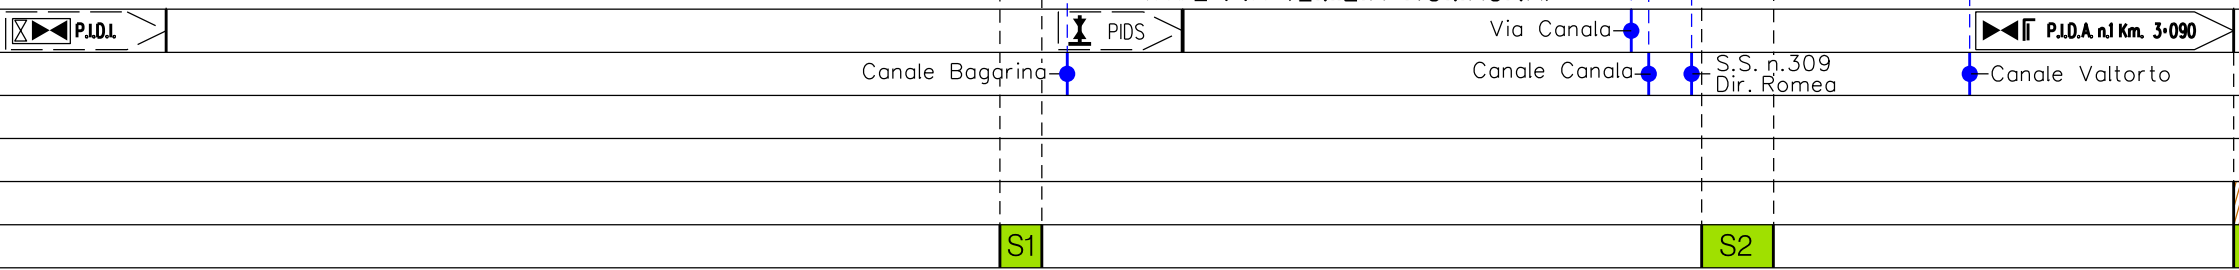 P.I.D.I.
PIDS
Via Canala
P.I.D.A. n.1 Km. 3+090
Canale Bagarina
Canale Canala
S.S. n.309
Dir. Romea
Canale Valtorto
S1
S2